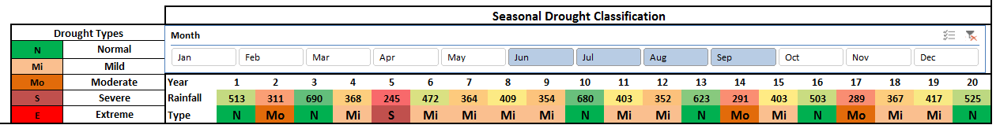 Seasonal Drought Classification
Drought Types
N Normal
Mi Mild
Mo Moderate
S Severe
E Extreme
Month
Jan Feb Mar Apr May Jun Jul Aug Sep Oct Nov Dec
Year 1 2 3 4 5 6 7 8 9 10 11 12 13 14 15 16 17 18 19 20
Rainfall 513 311 690 368 245 472 364 409 354 680 403 352 623 291 403 503 289 367 417 525
Type N Mo N Mi S Mi Mi Mi Mi N Mi Mi N Mo Mi N Mo Mi Mi N